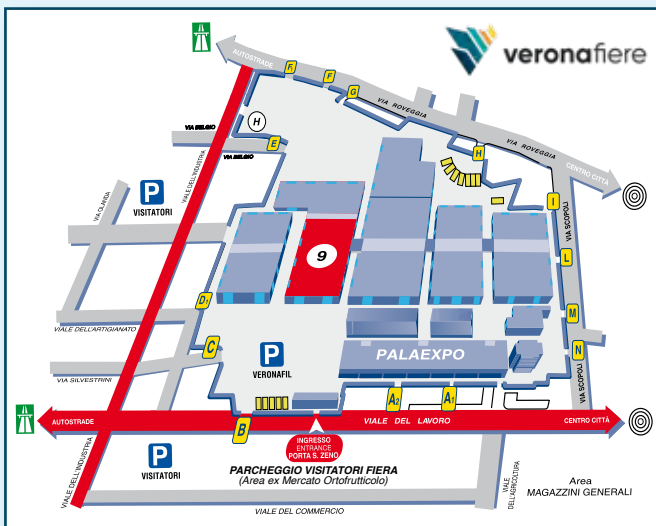 veronafiere
AUTOSTRADE
F1
F
G
VIA ROVEGGIA
H
VIA BELGIO
E
VIA BELGIO
H
VIA ROVEGGIA
CENTRO CITTÀ
P
VISITATORI
VIALE DELL'INDUSTRIA
VIA OLANDA
I
VIA SCOPOLI
L
9
D1
M
VIALE DELL'ARTIGIANATO
C
P
VERONAFIL
PALAEXPO
N
VIA SILVESTRINI
VIA SCOPOLI
A2
A1
AUTOSTRADE
B
VIALE DEL LAVORO
CENTRO CITTÀ
INGRESSO
ENTRANCE
PORTA S. ZENO
P
VISITATORI
PARCHEGGIO VISITATORI FIERA
(Area ex Mercato Ortofrutticolo)
VIALE DELL'INDUSTRIA
VIALE
DELL'AGRICOLTURA
Area
MAGAZZINI GENERALI
VIALE DEL COMMERCIO